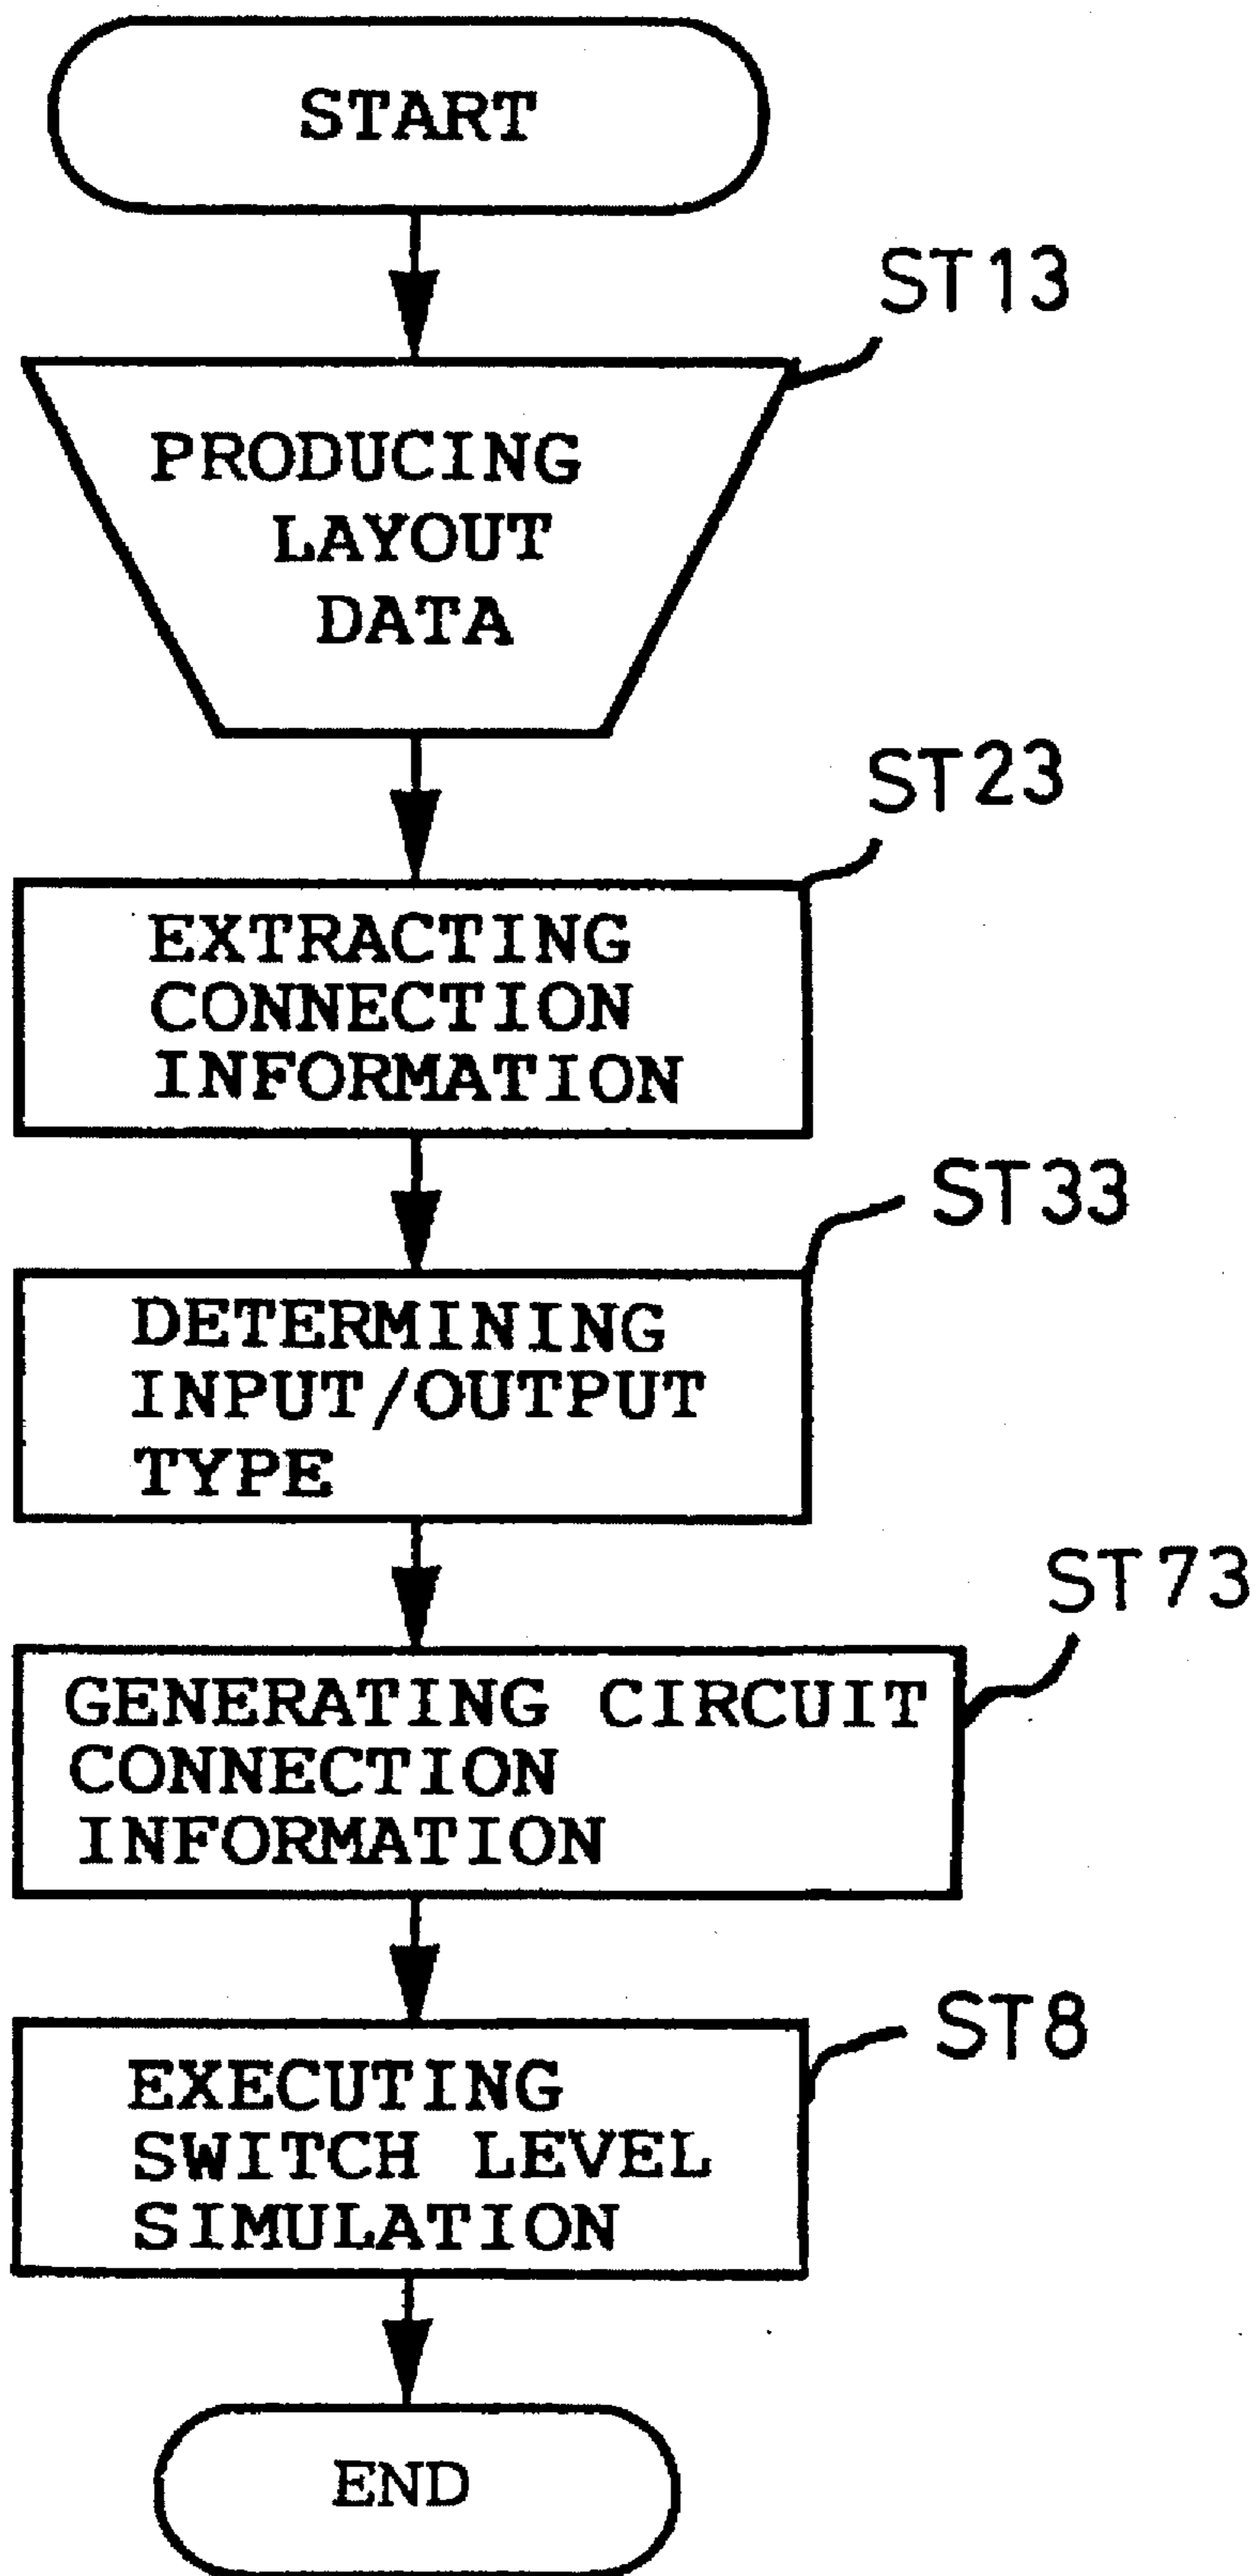 START
ST13
PRODUCING
LAYOUT
DATA
ST23
EXTRACTING
CONNECTION
INFORMATION
ST33
DETERMINING
INPUT/OUTPUT
TYPE
ST73
GENERATING CIRCUIT
CONNECTION
INFORMATION
ST8
EXECUTING
SWITCH LEVEL
SIMULATION
END